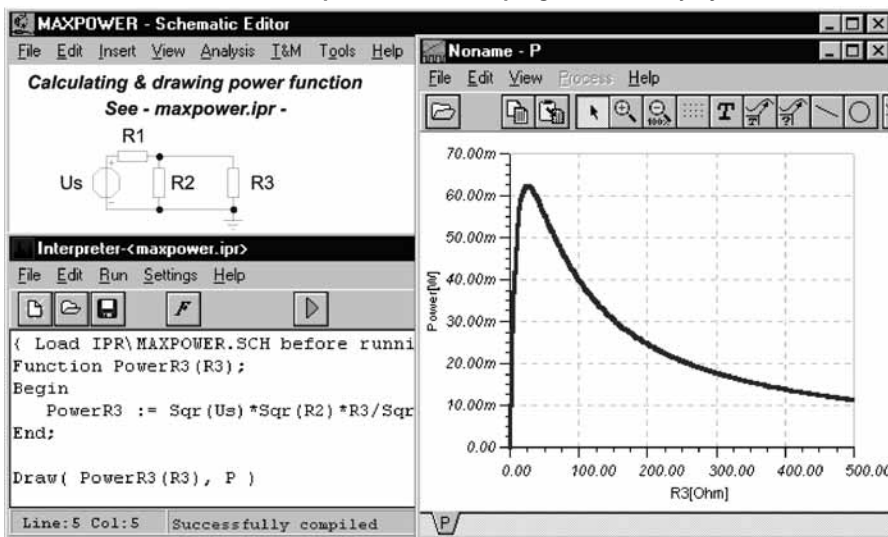 MAXPOWER - Schematic Editor
File Edit Insert View Analysis T&M Tools Help
Calculating & drawing power function
See - maxpower.ipr -
R1
Us
R2
R3
Interpreter-<maxpower.ipr>
File Edit Run Settings Help
F
{ Load IPR\MAXPOWER.SCH before runni
Function PowerR3(R3);
Begin
PowerR3 := Sqr(Us)*Sqr(R2)*R3/Sqr
End;
Draw( PowerR3(R3), P )
Line:5 Col:5 Successfully compiled
Noname - P
File Edit View Process Help
100%
T
70.00m
60.00m
50.00m
40.00m
30.00m
20.00m
10.00m
0.00
Power[W]
0.00 100.00 200.00 300.00 400.00 500.00
R3[Ohm]
P